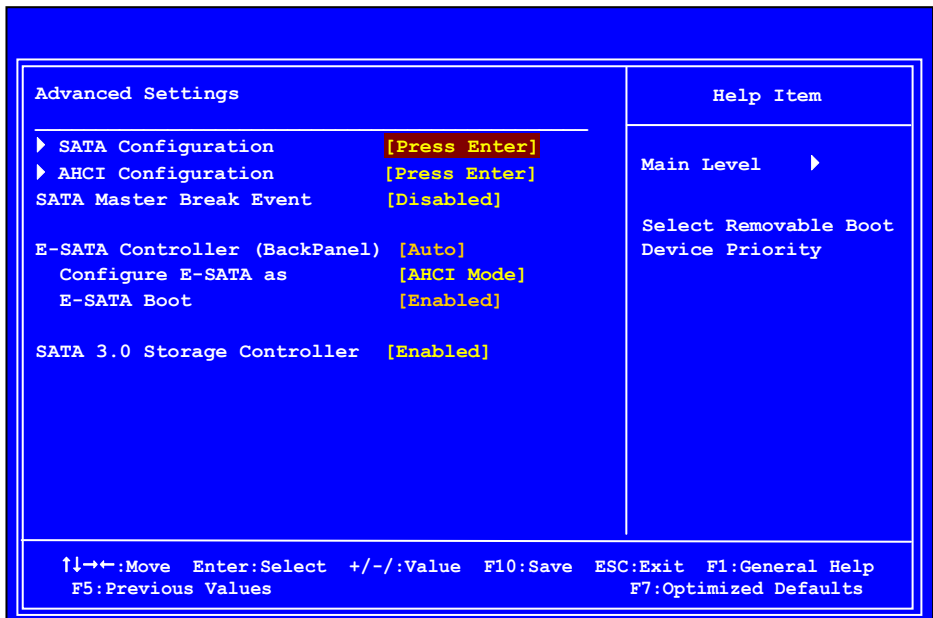 Advanced Settings
Help Item
SATA Configuration [Press Enter]
AHCI Configuration [Press Enter]
SATA Master Break Event [Disabled]
E-SATA Controller (BackPanel) [Auto]
Configure E-SATA as [AHCI Mode]
E-SATA Boot [Enabled]
SATA 3.0 Storage Controller [Enabled]
Main Level
Select Removable Boot
Device Priority
↑↓→←:Move Enter:Select +/-/:Value F10:Save ESC:Exit F1:General Help
F5:Previous Values F7:Optimized Defaults